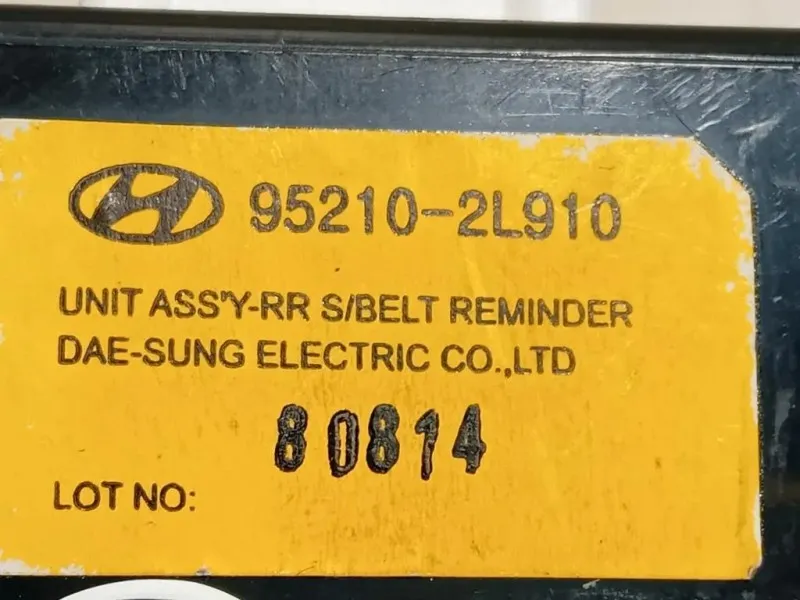 95210-2L910
UNIT ASS'Y-RR S/BELT REMINDER
DAE-SUNG ELECTRIC CO.,LTD
80814
LOT NO: